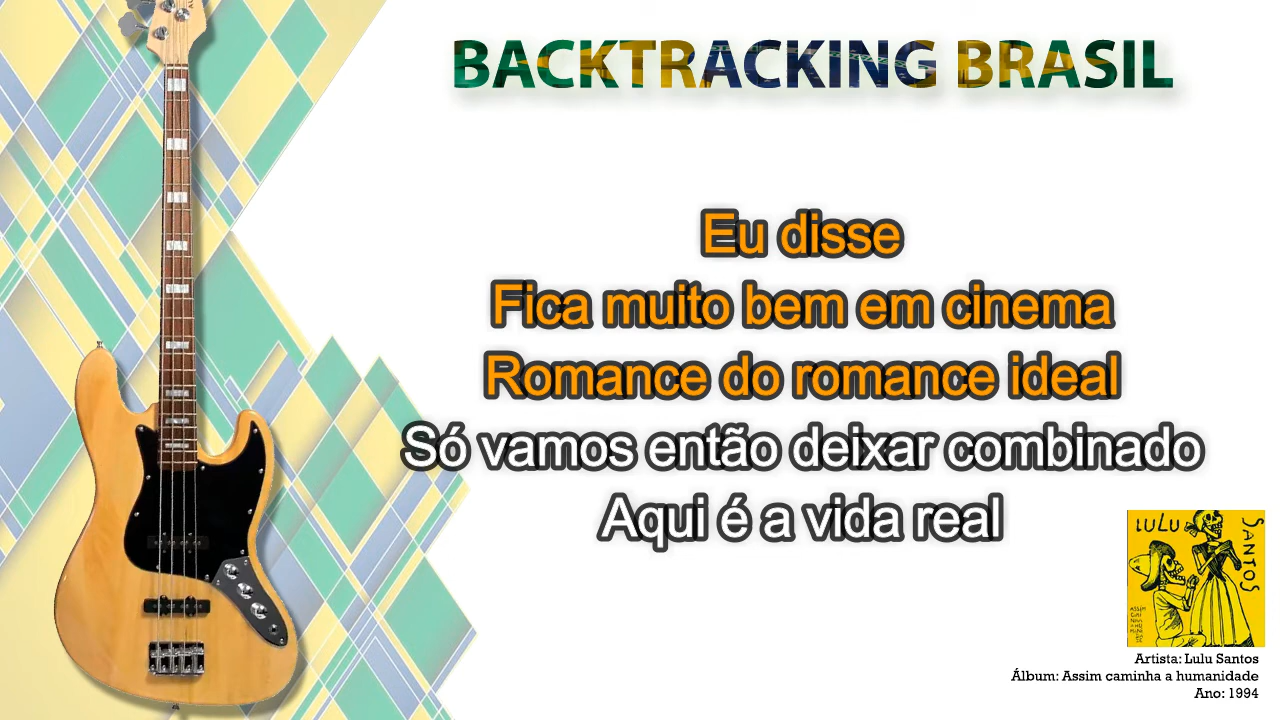 BACKTRACKING BRASIL
Eu disse
Fica muito bem em cinema
Romance do romance ideal
Só vamos então deixar combinado
Aqui é a vida real
LULU SANTOS
Artista: Lulu Santos
Álbum: Assim caminha a humanidade
Ano: 1994